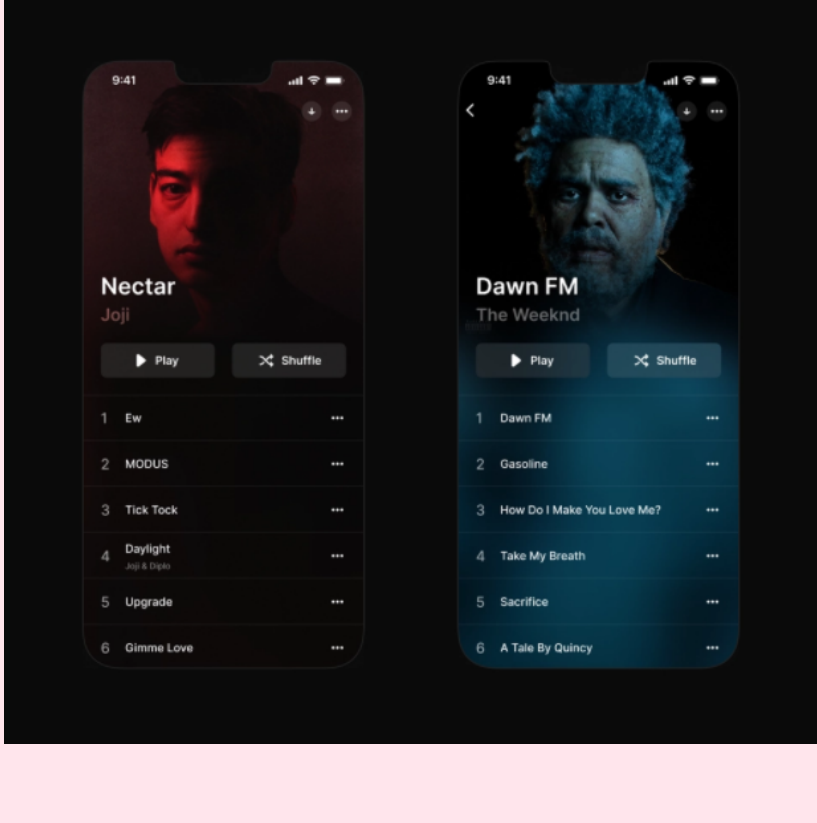 9:41
Nectar
Joji
Play
Shuffle
1 Ew
2 MODUS
3 Tick Tock
4 Daylight
Joji & Diplo
5 Upgrade
6 Gimme Love
9:41
Dawn FM
The Weeknd
Play
Shuffle
1 Dawn FM
2 Gasoline
3 How Do I Make You Love Me?
4 Take My Breath
5 Sacrifice
6 A Tale By Quincy